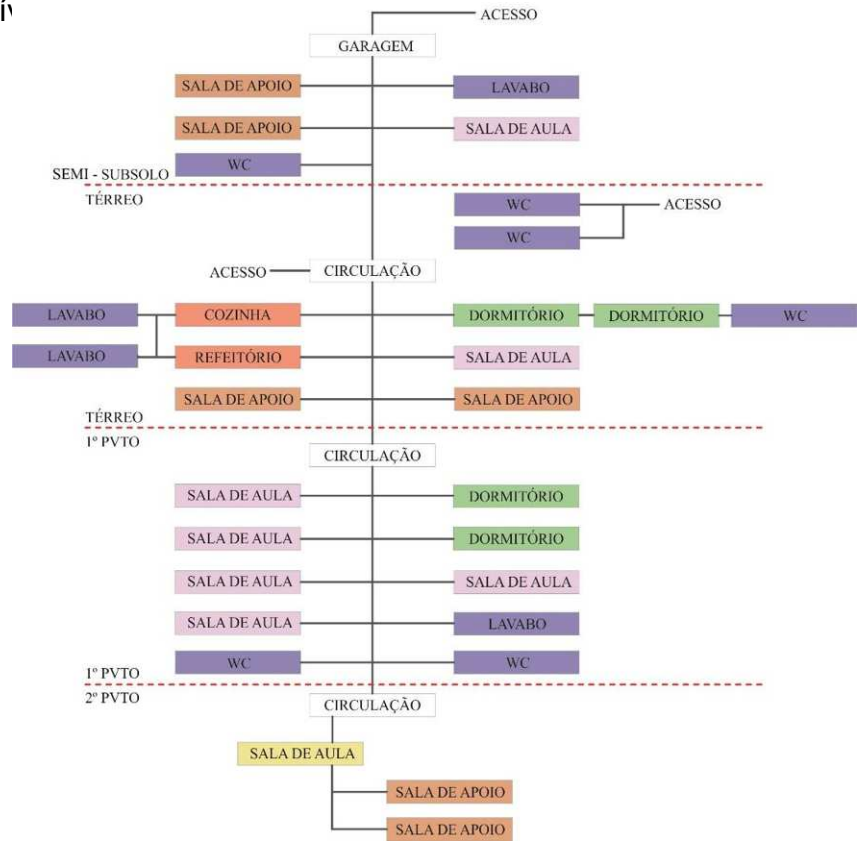 ACESSO
GARAGEM
SALA DE APOIO
LAVABO
SALA DE APOIO
SALA DE AULA
WC
SEMI - SUBSOLO
TÉRREO
WC
ACESSO
WC
ACESSO
CIRCULAÇÃO
LAVABO
COZINHA
DORMITÓRIO
DORMITÓRIO
WC
LAVABO
REFEITÓRIO
SALA DE AULA
SALA DE APOIO
SALA DE APOIO
TÉRREO
1º PVTO
CIRCULAÇÃO
SALA DE AULA
DORMITÓRIO
SALA DE AULA
DORMITÓRIO
SALA DE AULA
SALA DE AULA
SALA DE AULA
LAVABO
WC
WC
1º PVTO
2º PVTO
CIRCULAÇÃO
SALA DE AULA
SALA DE APOIO
SALA DE APOIO